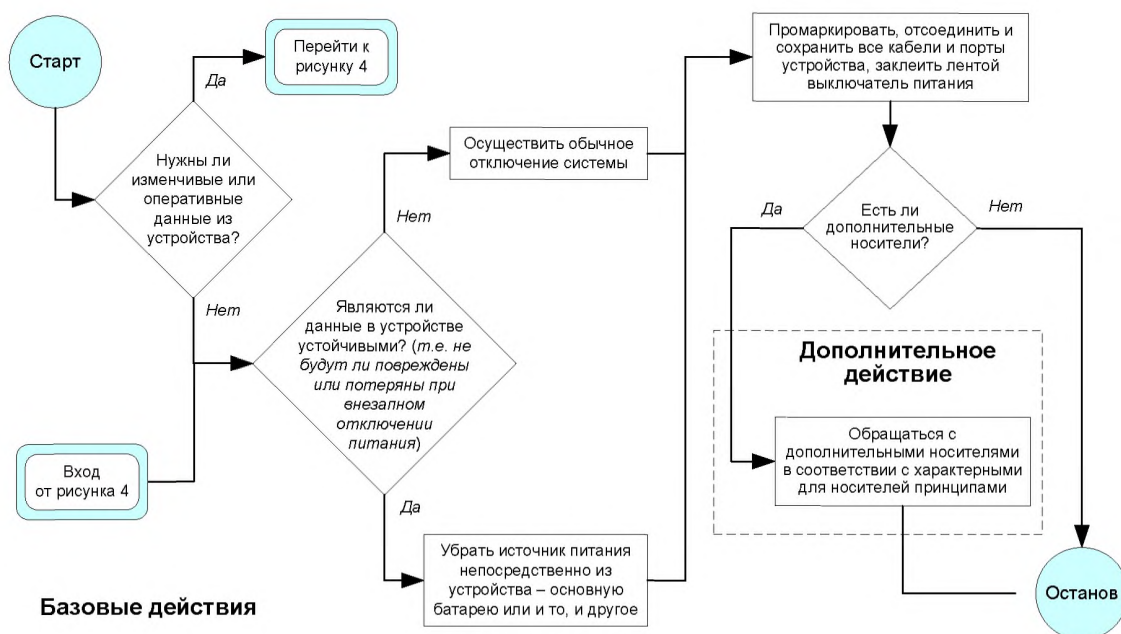 Старт
Перейти к
рисунку 4
Да
Нужны ли
изменчивые или
оперативные
данные из
устройства?
Нет
Вход
от рисунка 4
Являются ли
данные в устройстве
устойчивыми? (т.е. не
будут ли повреждены
или потеряны при
внезапном
отключении
питания)
Нет
Осуществить обычное
отключение системы
Да
Убрать источник питания
непосредственно из
устройства – основную
батарею или и то, и другое
Промаркировать, отсоединить и
сохранить все кабели и порты
устройства, заклеить лентой
выключатель питания
Есть ли
дополнительные
носители?
Да
Нет
Дополнительное
действие
Обращаться с
дополнительными носителями
в соответствии с характерными
для носителей принципами
Останов
Базовые действия